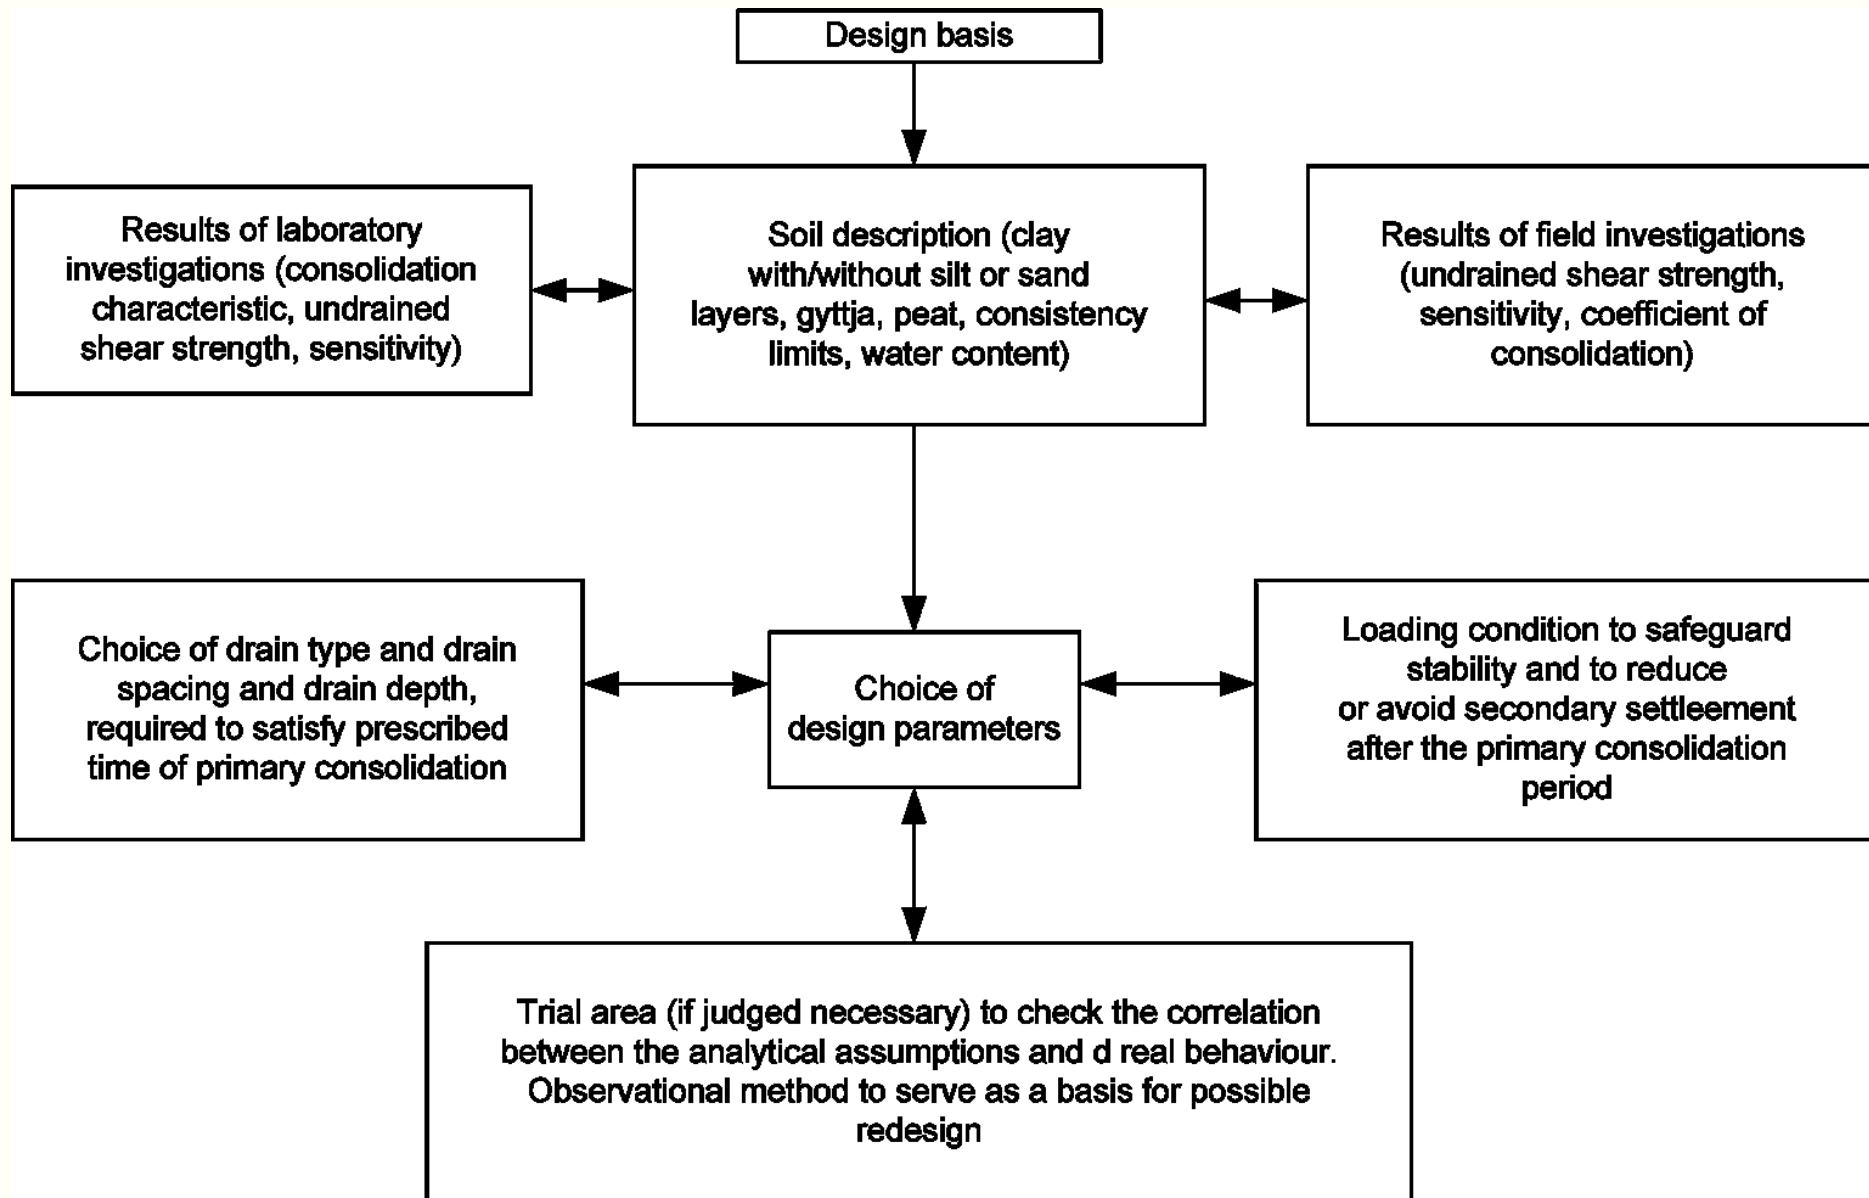 Design basis
Results of laboratory
investigations (consolidation
characteristic, undrained
shear strength, sensitivity)
Soil description (clay
with/without silt or sand
layers, gyttja, peat, consistency
limits, water content)
Results of field investigations
(undrained shear strength,
sensitivity, coefficient of
consolidation)
Choice of drain type and drain
spacing and drain depth,
required to satisfy prescribed
time of primary consolidation
Choice of
design parameters
Loading condition to safeguard
stability and to reduce
or avoid secondary settleement
after the primary consolidation
period
Trial area (if judged necessary) to check the correlation
between the analytical assumptions and d real behaviour.
Observational method to serve as a basis for possible
redesign